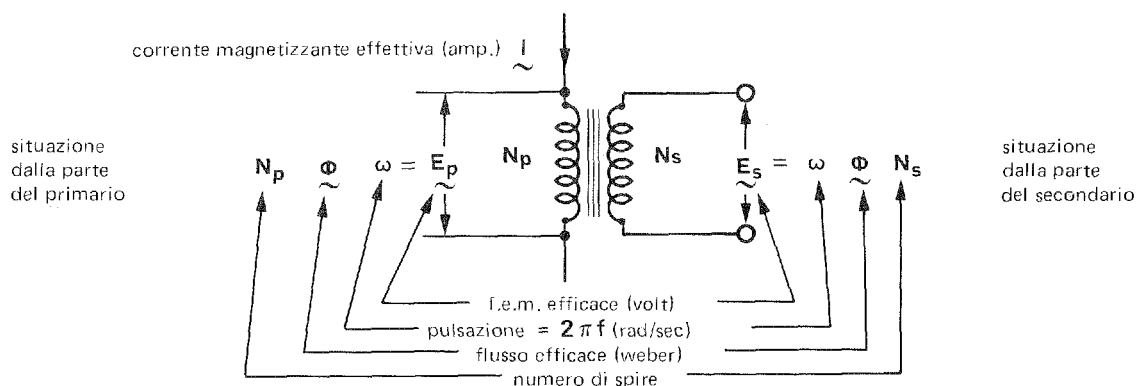 corrente magnetizzante effettiva (amp.) I
situazione
dalla parte
del primario
Np Φ ω = Ep
Np
Ns
Es = ω Φ Ns
situazione
dalla parte
del secondario
f.e.m. efficace (volt)
pulsazione = 2 π f (rad/sec)
flusso efficace (weber)
numero di spire